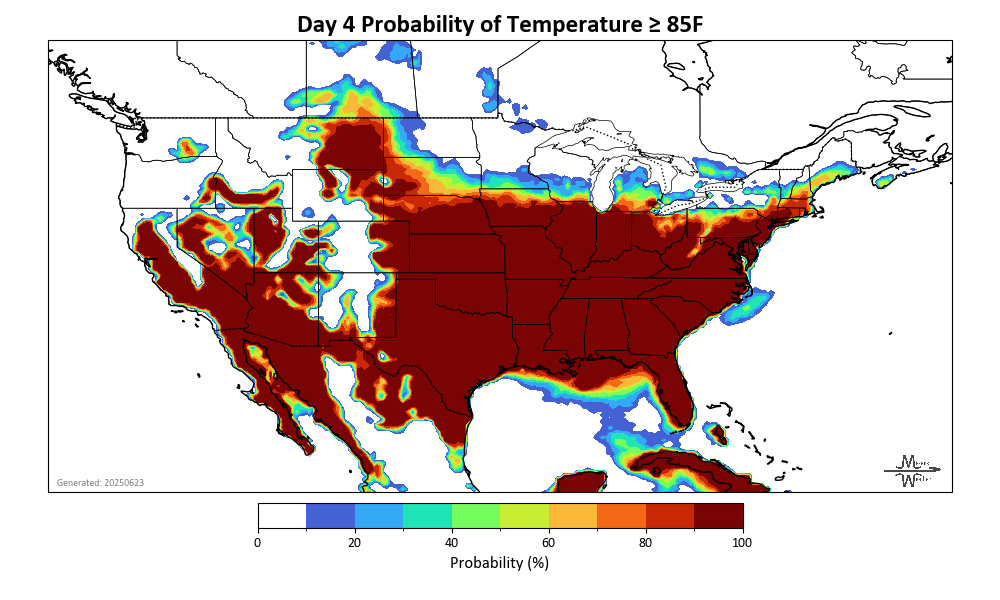 Day 4 Probability of Temperature ≥ 85F
Generated: 20250623
0 20 40 60 80 100
Probability (%)